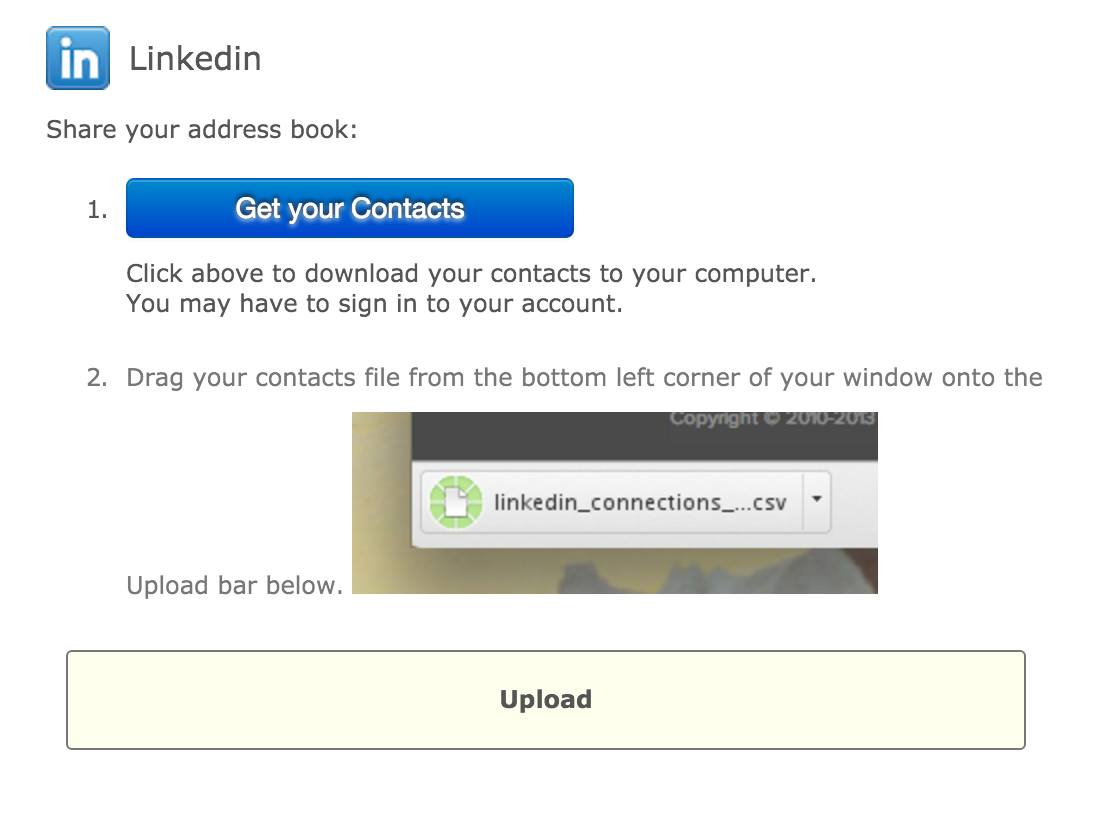 in Linkedin
Share your address book:
1. Get your Contacts
Click above to download your contacts to your computer.
You may have to sign in to your account.
2. Drag your contacts file from the bottom left corner of your window onto the
Copyright © 2010-2013
linkedin_connections_...csv
Upload bar below.
Upload